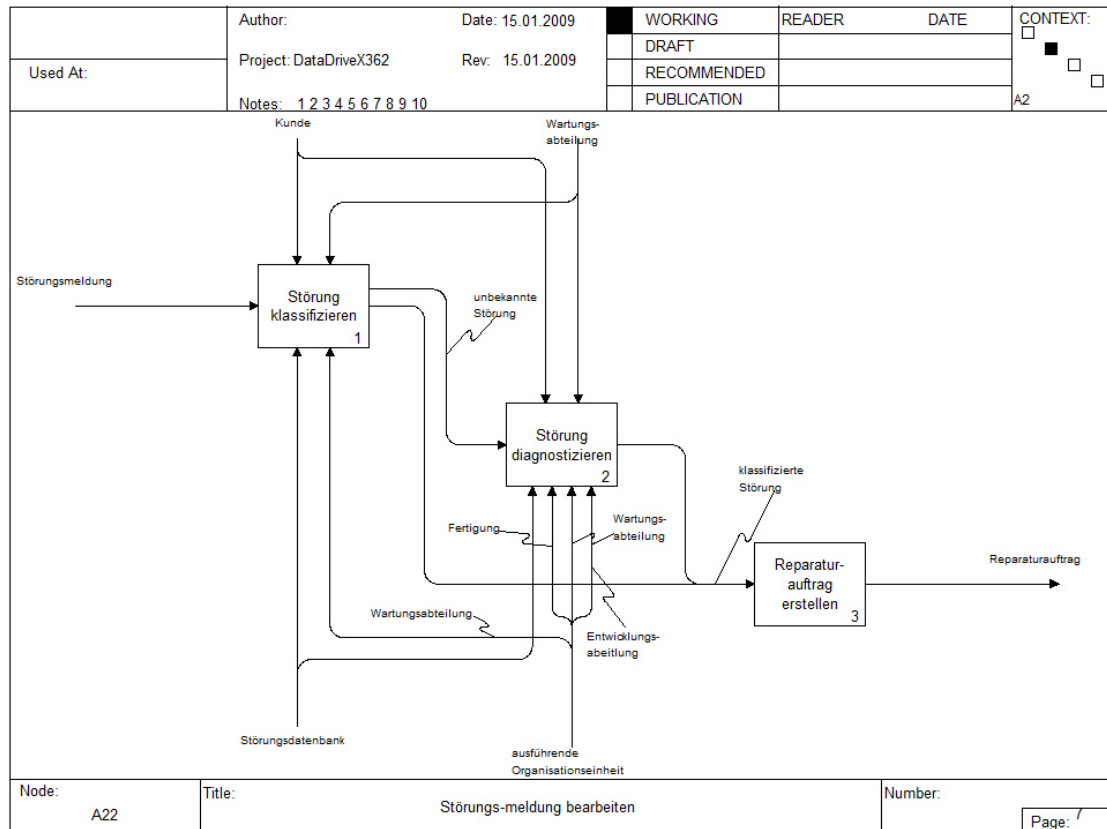 Used At:
Author:
Date: 15.01.2009
Project: DataDriveX362
Rev: 15.01.2009
Notes: 1 2 3 4 5 6 7 8 9 10
WORKING
DRAFT
RECOMMENDED
PUBLICATION
READER
DATE
CONTEXT:
A2
Kunde
Wartungs-
abteilung
Störungsmeldung
Störung
klassifizieren
1
unbekannte
Störung
Störung
diagnostizieren
2
klassifizierte
Störung
Fertigung
Wartungs-
abteilung
Reparatur-
auftrag
erstellen
3
Reparaturauftrag
Wartungsabteilung
Entwicklungs-
abeitlung
Störungsdatenbank
ausführende
Organisationseinheit
Node:
A22
Title:
Störungs-meldung bearbeiten
Number:
Page: 7